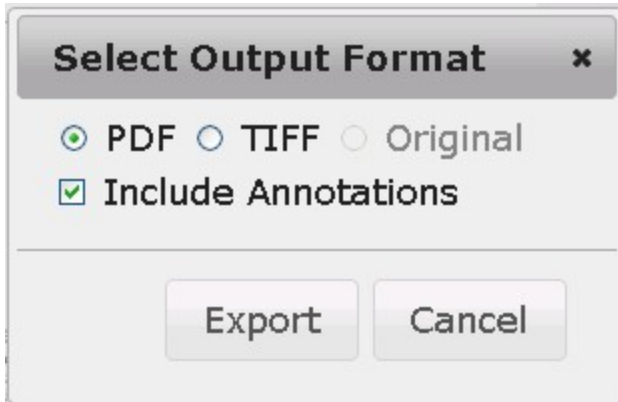 Select Output Format
PDF TIFF Original
Include Annotations
Export Cancel